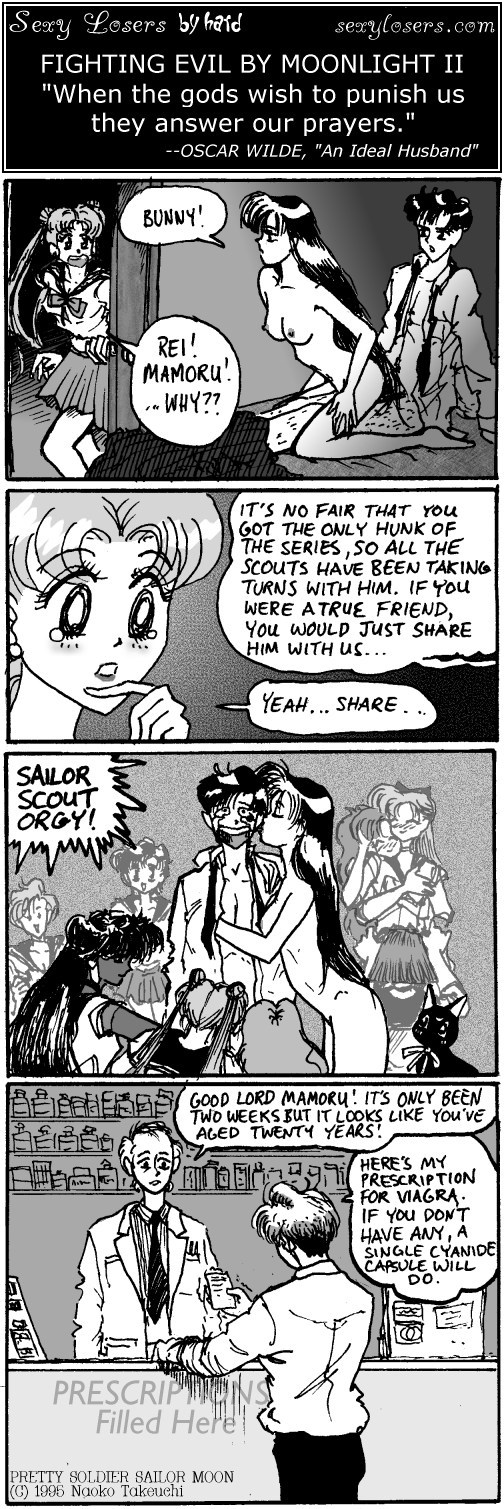 Sexy Losers by hard
sexylosers.com
FIGHTING EVIL BY MOONLIGHT II
"When the gods wish to punish us
they answer our prayers."
--OSCAR WILDE, "An Ideal Husband"
BUNNY!
REI!
MAMORU!
... WHY??
IT'S NO FAIR THAT YOU
GOT THE ONLY HUNK OF
THE SERIES, SO ALL THE
SCOUTS HAVE BEEN TAKING
TURNS WITH HIM. IF YOU
WERE A TRUE FRIEND,
YOU WOULD JUST SHARE
HIM WITH US...
YEAH... SHARE...
SAILOR
SCOUT
ORGY!
GOOD LORD MAMORU! IT'S ONLY BEEN
TWO WEEKS BUT IT LOOKS LIKE YOU'VE
AGED TWENTY YEARS!
HERE'S MY
PRESCRIPTION
FOR VIAGRA.
IF YOU DON'T
HAVE ANY, A
SINGLE CYANIDE
CAPSULE WILL
DO.
PRESCRIPTIONS
Filled Here
PRETTY SOLDIER SAILOR MOON
(C) 1995 Naoko Takeuchi